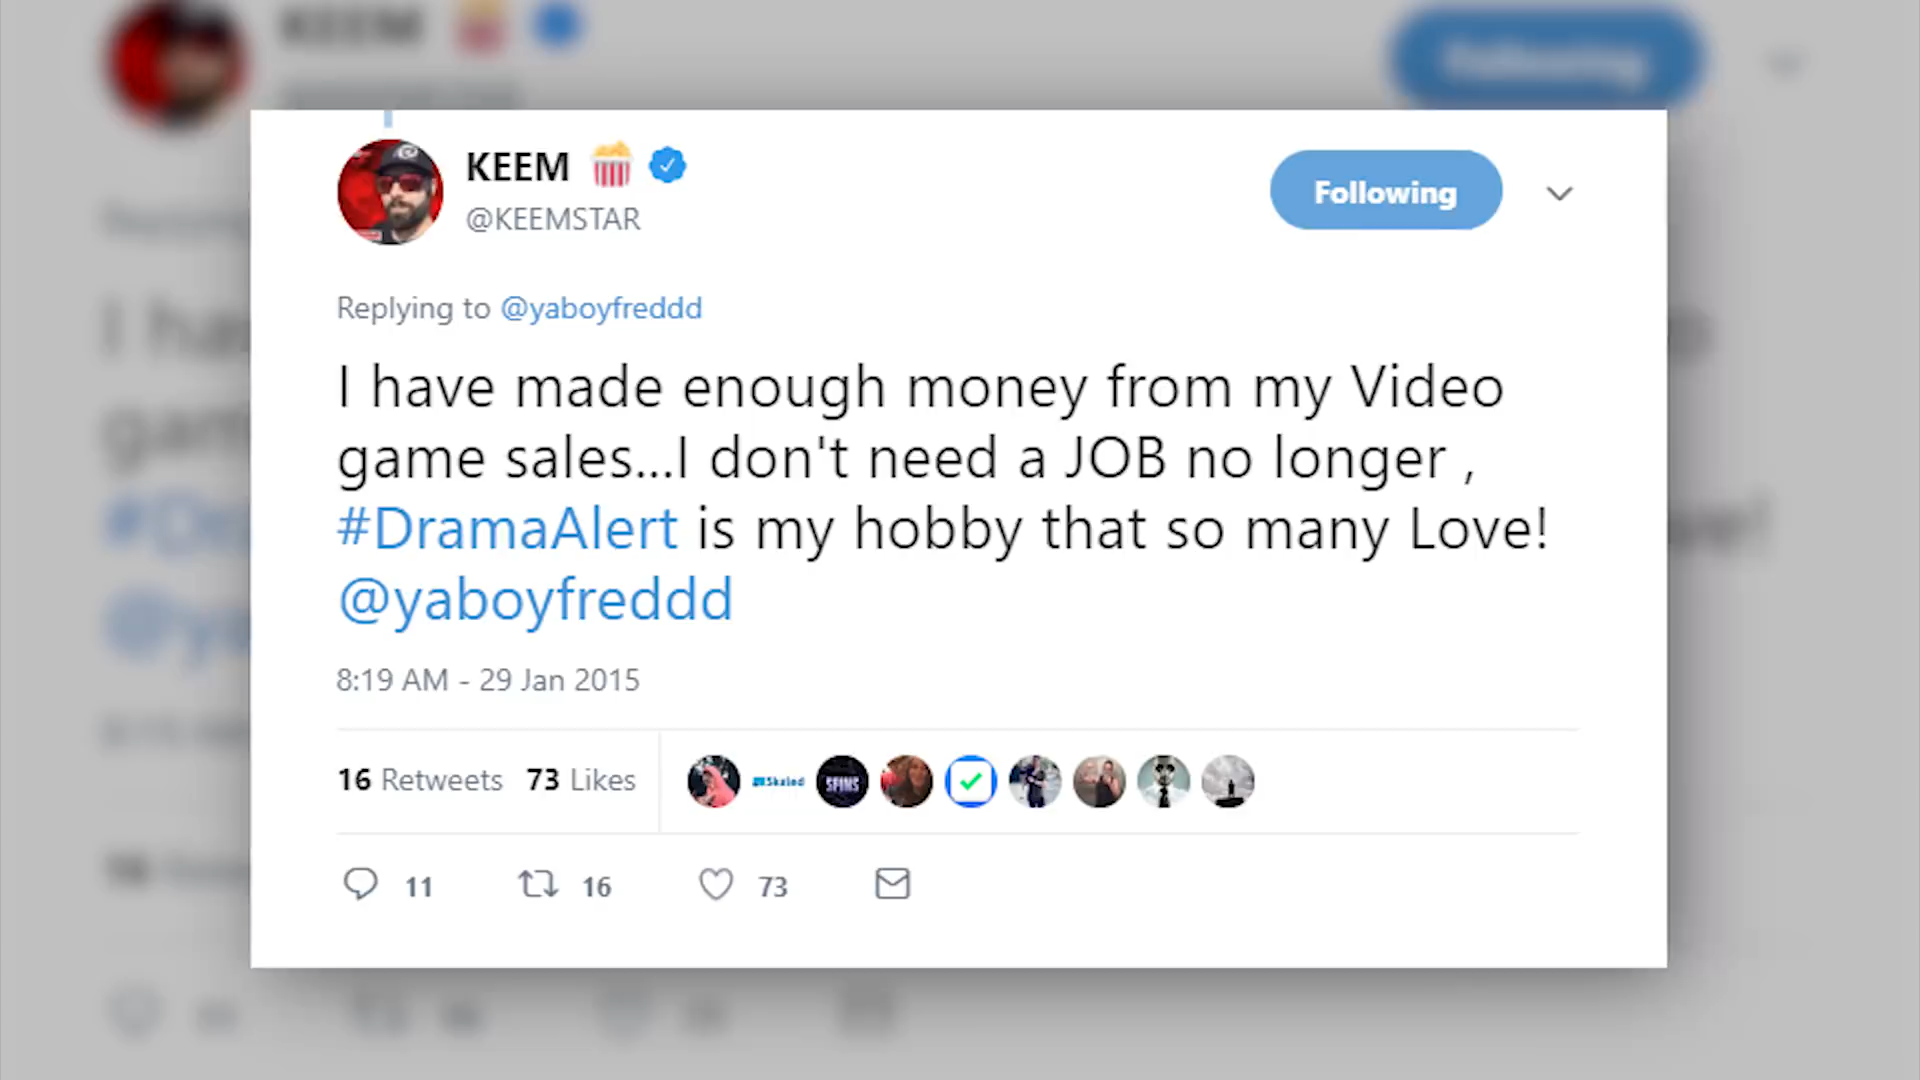 KEEM
@KEEMSTAR
Following
Replying to @yaboyfreddd
I have made enough money from my Video
game sales...I don't need a JOB no longer ,
#DramaAlert is my hobby that so many Love!
@yaboyfreddd
8:19 AM - 29 Jan 2015
16 Retweets 73 Likes
Skaled
SPINS
11 16 73